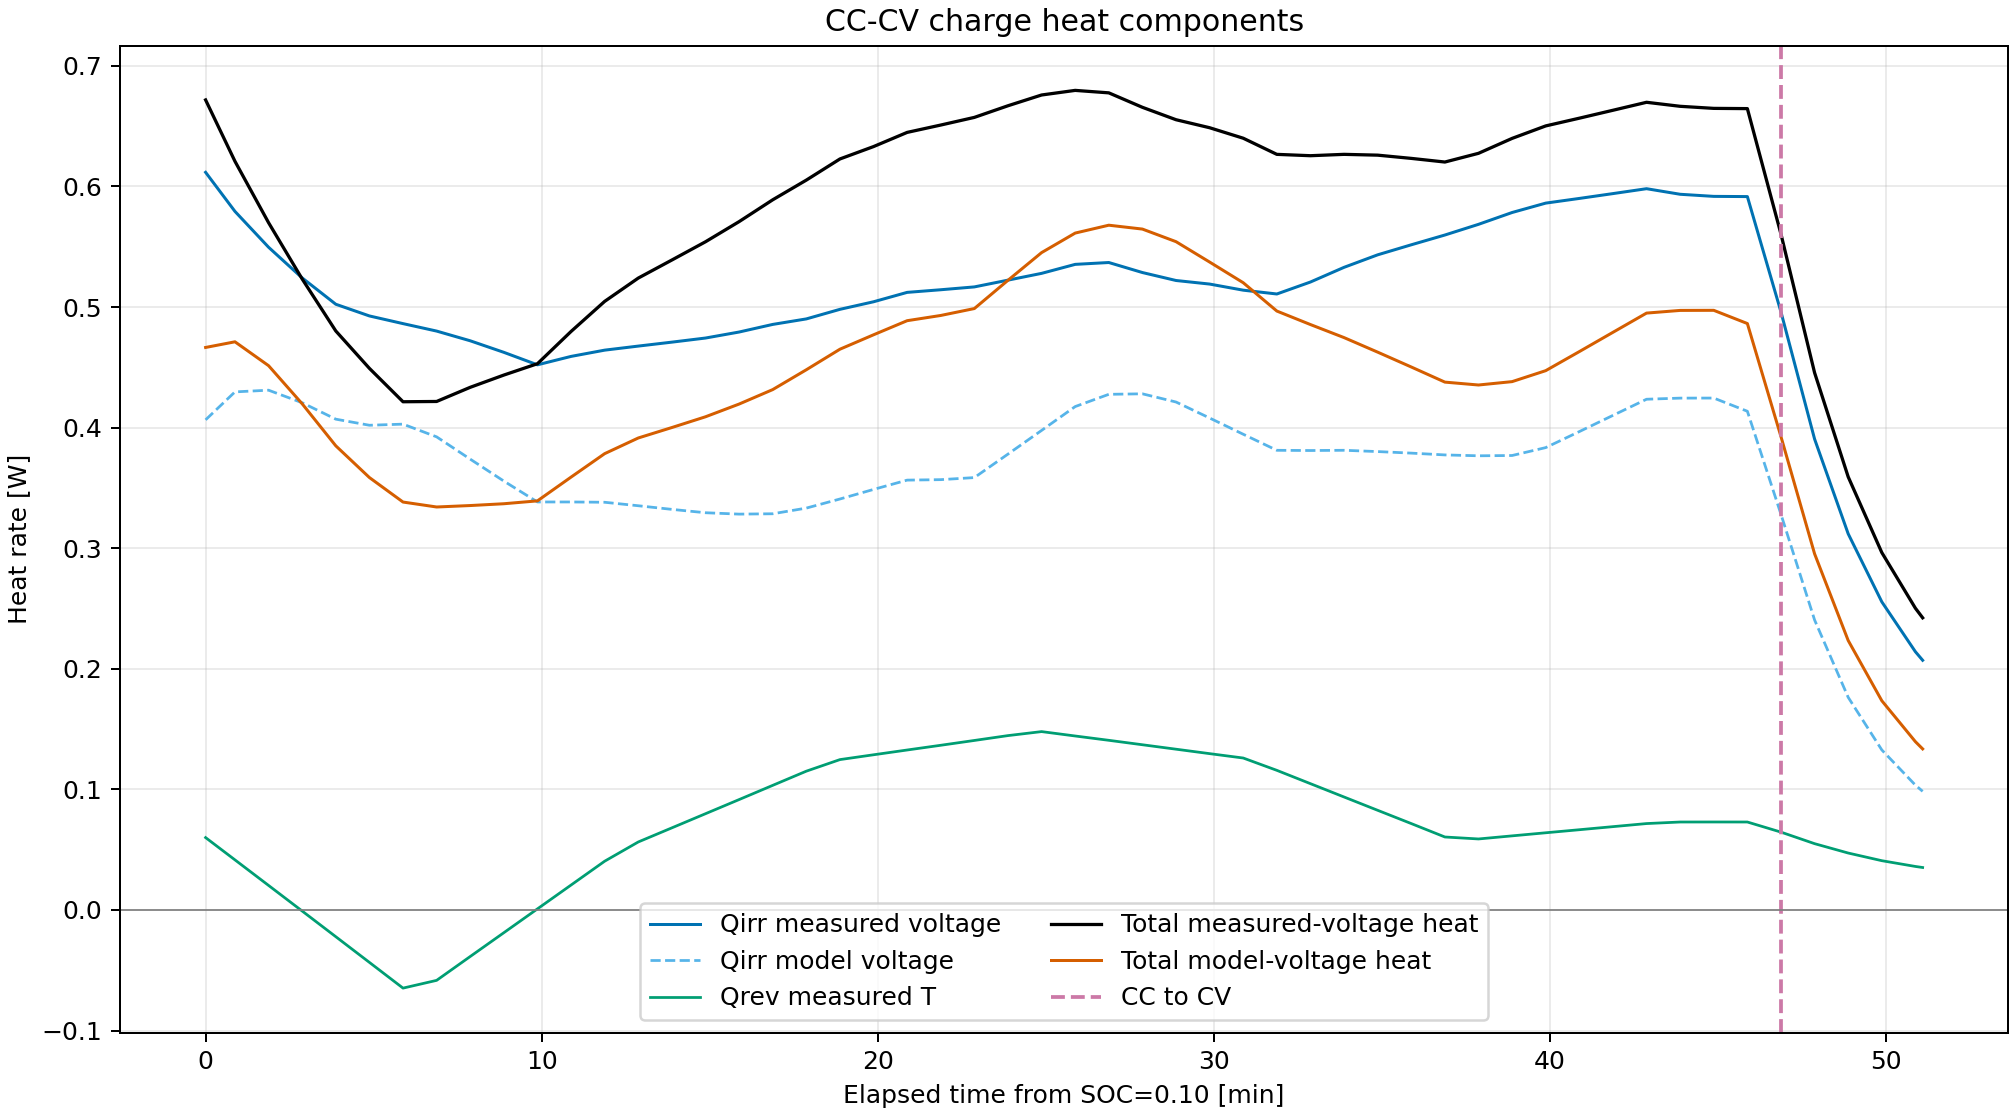 CC-CV charge heat components
Heat rate [W]
0.7
0.6
0.5
0.4
0.3
0.2
0.1
0.0
−0.1
Qirr measured voltage
Qirr model voltage
Qrev measured T
Total measured-voltage heat
Total model-voltage heat
CC to CV
0 10 20 30 40 50
Elapsed time from SOC=0.10 [min]